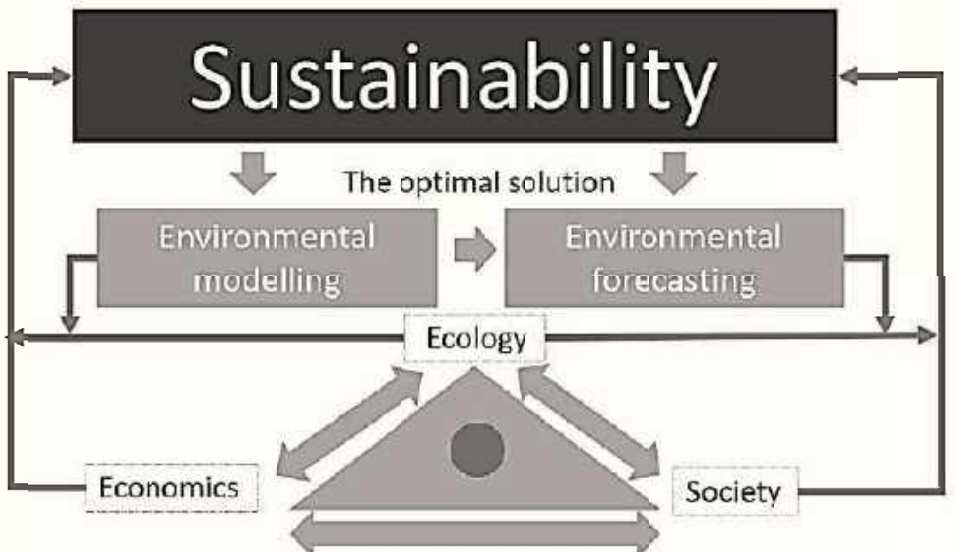 Sustainability
The optimal solution
Environmental
modelling
Environmental
forecasting
Ecology
Economics
Society